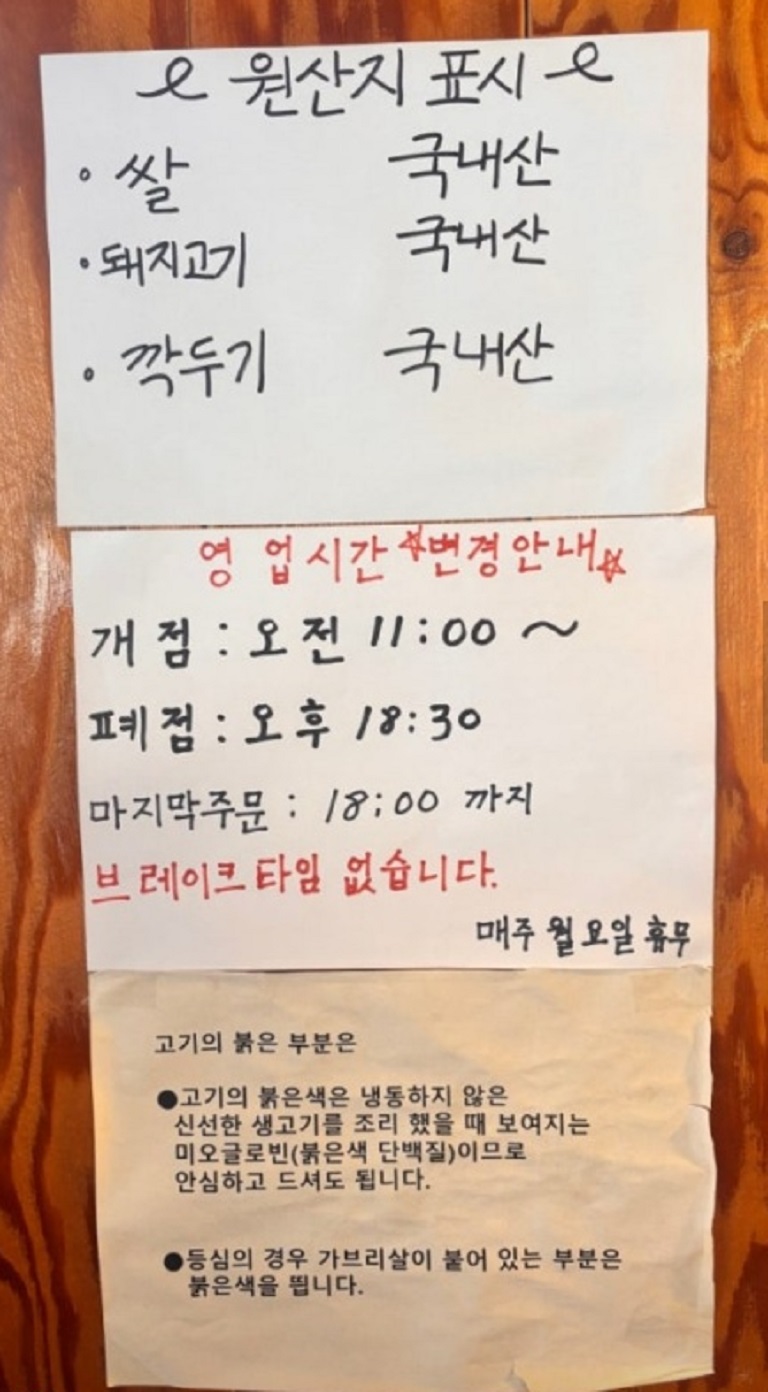 원산지 표시
• 쌀 국내산
• 돼지고기 국내산
• 깍두기 국내산
영업시간 ☆변경안내☆
개점 : 오전 11:00 ~
폐점 : 오후 18:30
마지막주문 : 18:00 까지
브레이크타임 없습니다.
매주 월요일 휴무
고기의 붉은 부분은
●고기의 붉은색은 냉동하지 않은
신선한 생고기를 조리 했을 때 보여지는
미오글로빈(붉은색 단백질)이므로
안심하고 드셔도 됩니다.
●등심의 경우 가브리살이 붙어 있는 부분은
붉은색을 띕니다.